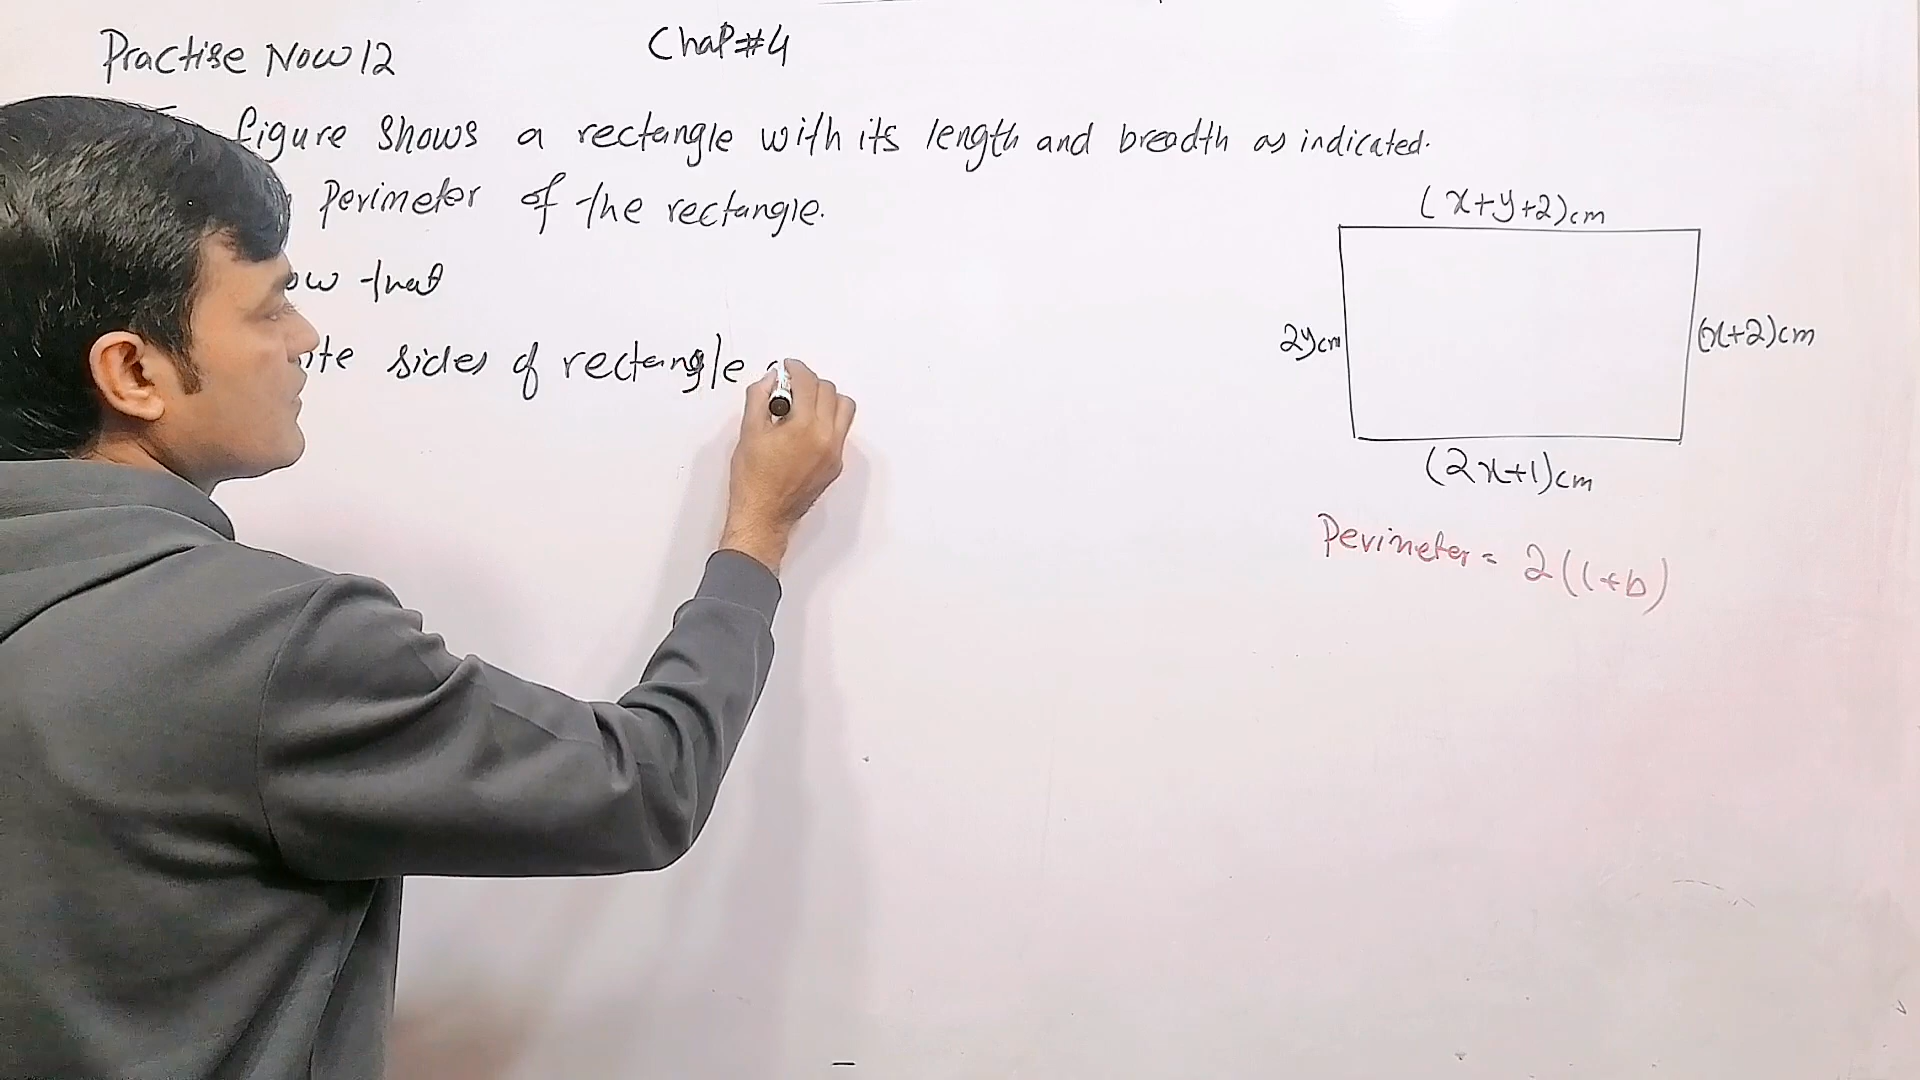 Practise Now 12
Chap#4
figure shows a rectangle with its length and breadth as indicated.
Perimeter of the rectangle.
(x+y+2)cm
ow that
2ycm
(x+2)cm
ite sides of rectangle
(2x+1)cm
Perimeter = 2(l+b)